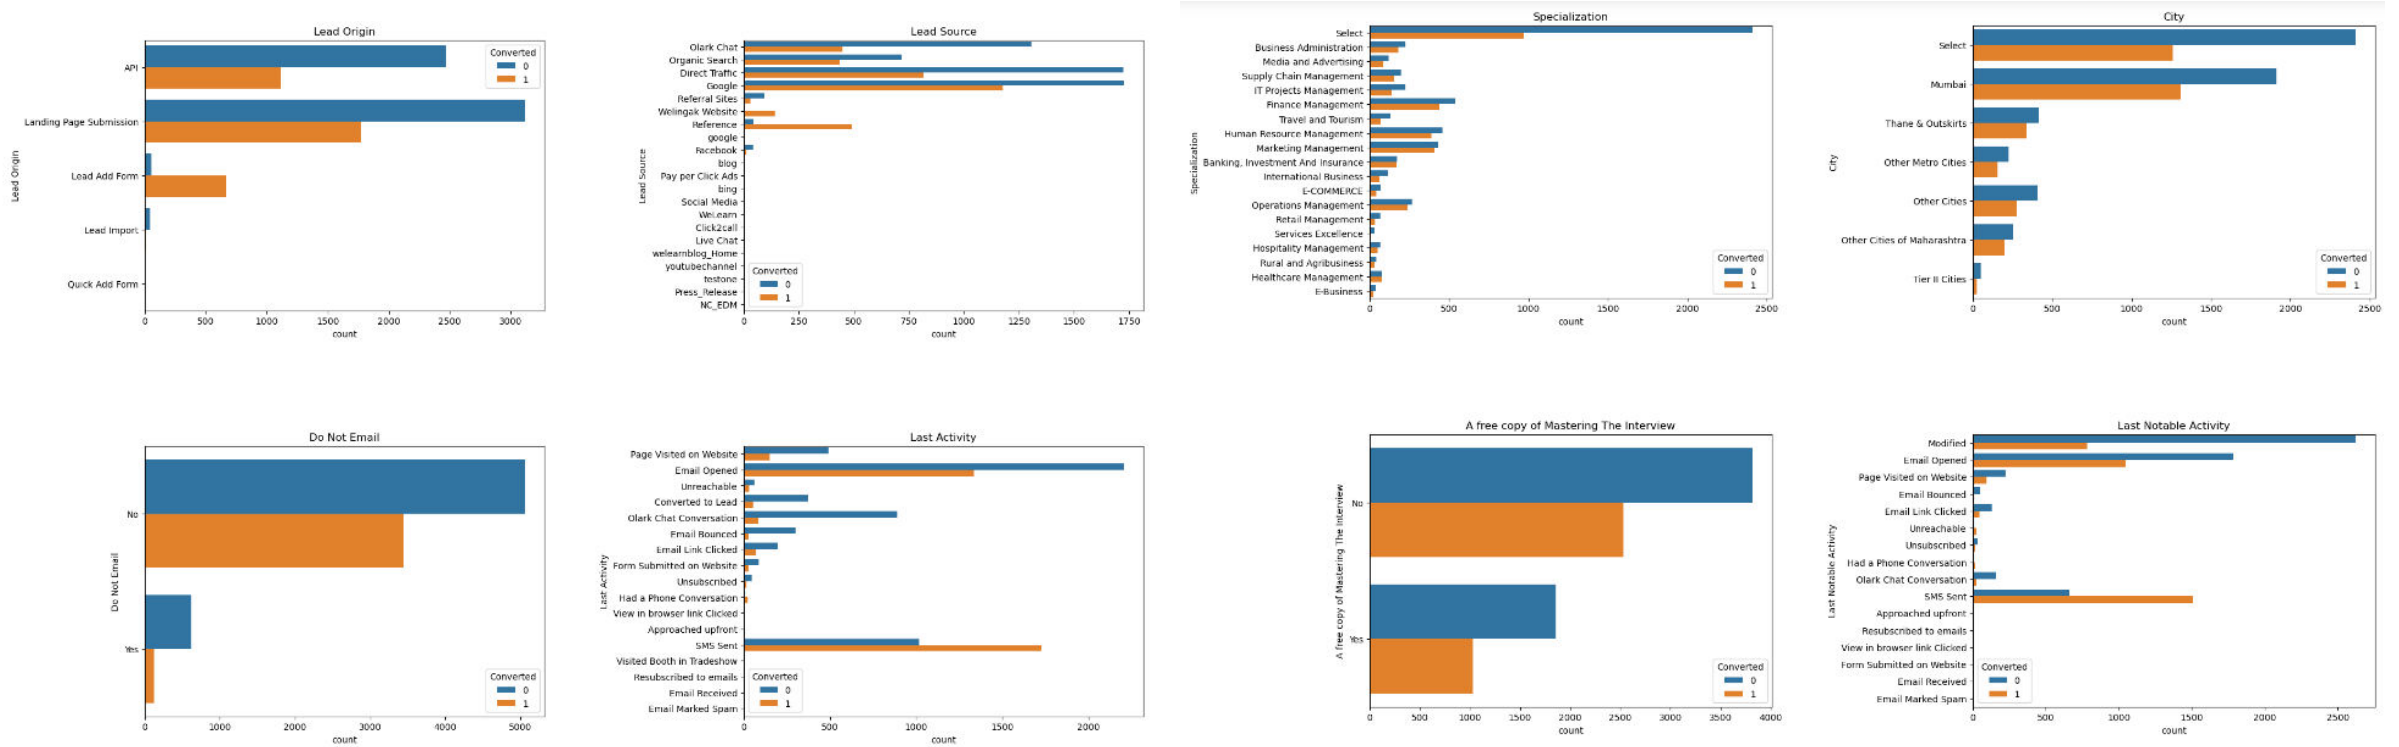 Lead Origin
Lead Origin
API
Landing Page Submission
Lead Add Form
Lead Import
Quick Add Form
Converted
0
1
0 500 1000 1500 2000 2500 3000
count
Lead Source
Lead Source
Olark Chat
Organic Search
Direct Traffic
Google
Referral Sites
Welingak Website
Reference
google
Facebook
blog
Pay per Click Ads
bing
Social Media
WeLearn
Click2call
Live Chat
welearnblog_Home
youtubechannel
testone
Press_Release
NC_EDM
Converted
0
1
0 250 500 750 1000 1250 1500 1750
count
Specialization
Specialization
Select
Business Administration
Media and Advertising
Supply Chain Management
IT Projects Management
Finance Management
Travel and Tourism
Human Resource Management
Marketing Management
Banking, Investment And Insurance
International Business
E-COMMERCE
Operations Management
Retail Management
Services Excellence
Hospitality Management
Rural and Agribusiness
Healthcare Management
E-Business
Converted
0
1
0 500 1000 1500 2000 2500
count
City
City
Select
Mumbai
Thane & Outskirts
Other Metro Cities
Other Cities
Other Cities of Maharashtra
Tier II Cities
Converted
0
1
0 500 1000 1500 2000 2500
count
Do Not Email
Do Not Email
No
Yes
Converted
0
1
0 1000 2000 3000 4000 5000
count
Last Activity
Last Activity
Page Visited on Website
Email Opened
Unreachable
Converted to Lead
Olark Chat Conversation
Email Bounced
Email Link Clicked
Form Submitted on Website
Unsubscribed
Had a Phone Conversation
View in browser link Clicked
Approached upfront
SMS Sent
Visited Booth in Tradeshow
Resubscribed to emails
Email Received
Email Marked Spam
Converted
0
1
0 500 1000 1500 2000
count
A free copy of Mastering The Interview
A free copy of Mastering The Interview
No
Yes
Converted
0
1
0 500 1000 1500 2000 2500 3000 3500 4000
count
Last Notable Activity
Last Notable Activity
Modified
Email Opened
Page Visited on Website
Email Bounced
Email Link Clicked
Unreachable
Unsubscribed
Had a Phone Conversation
Olark Chat Conversation
SMS Sent
Approached upfront
Resubscribed to emails
View in browser link Clicked
Form Submitted on Website
Email Received
Email Marked Spam
Converted
0
1
0 500 1000 1500 2000 2500
count